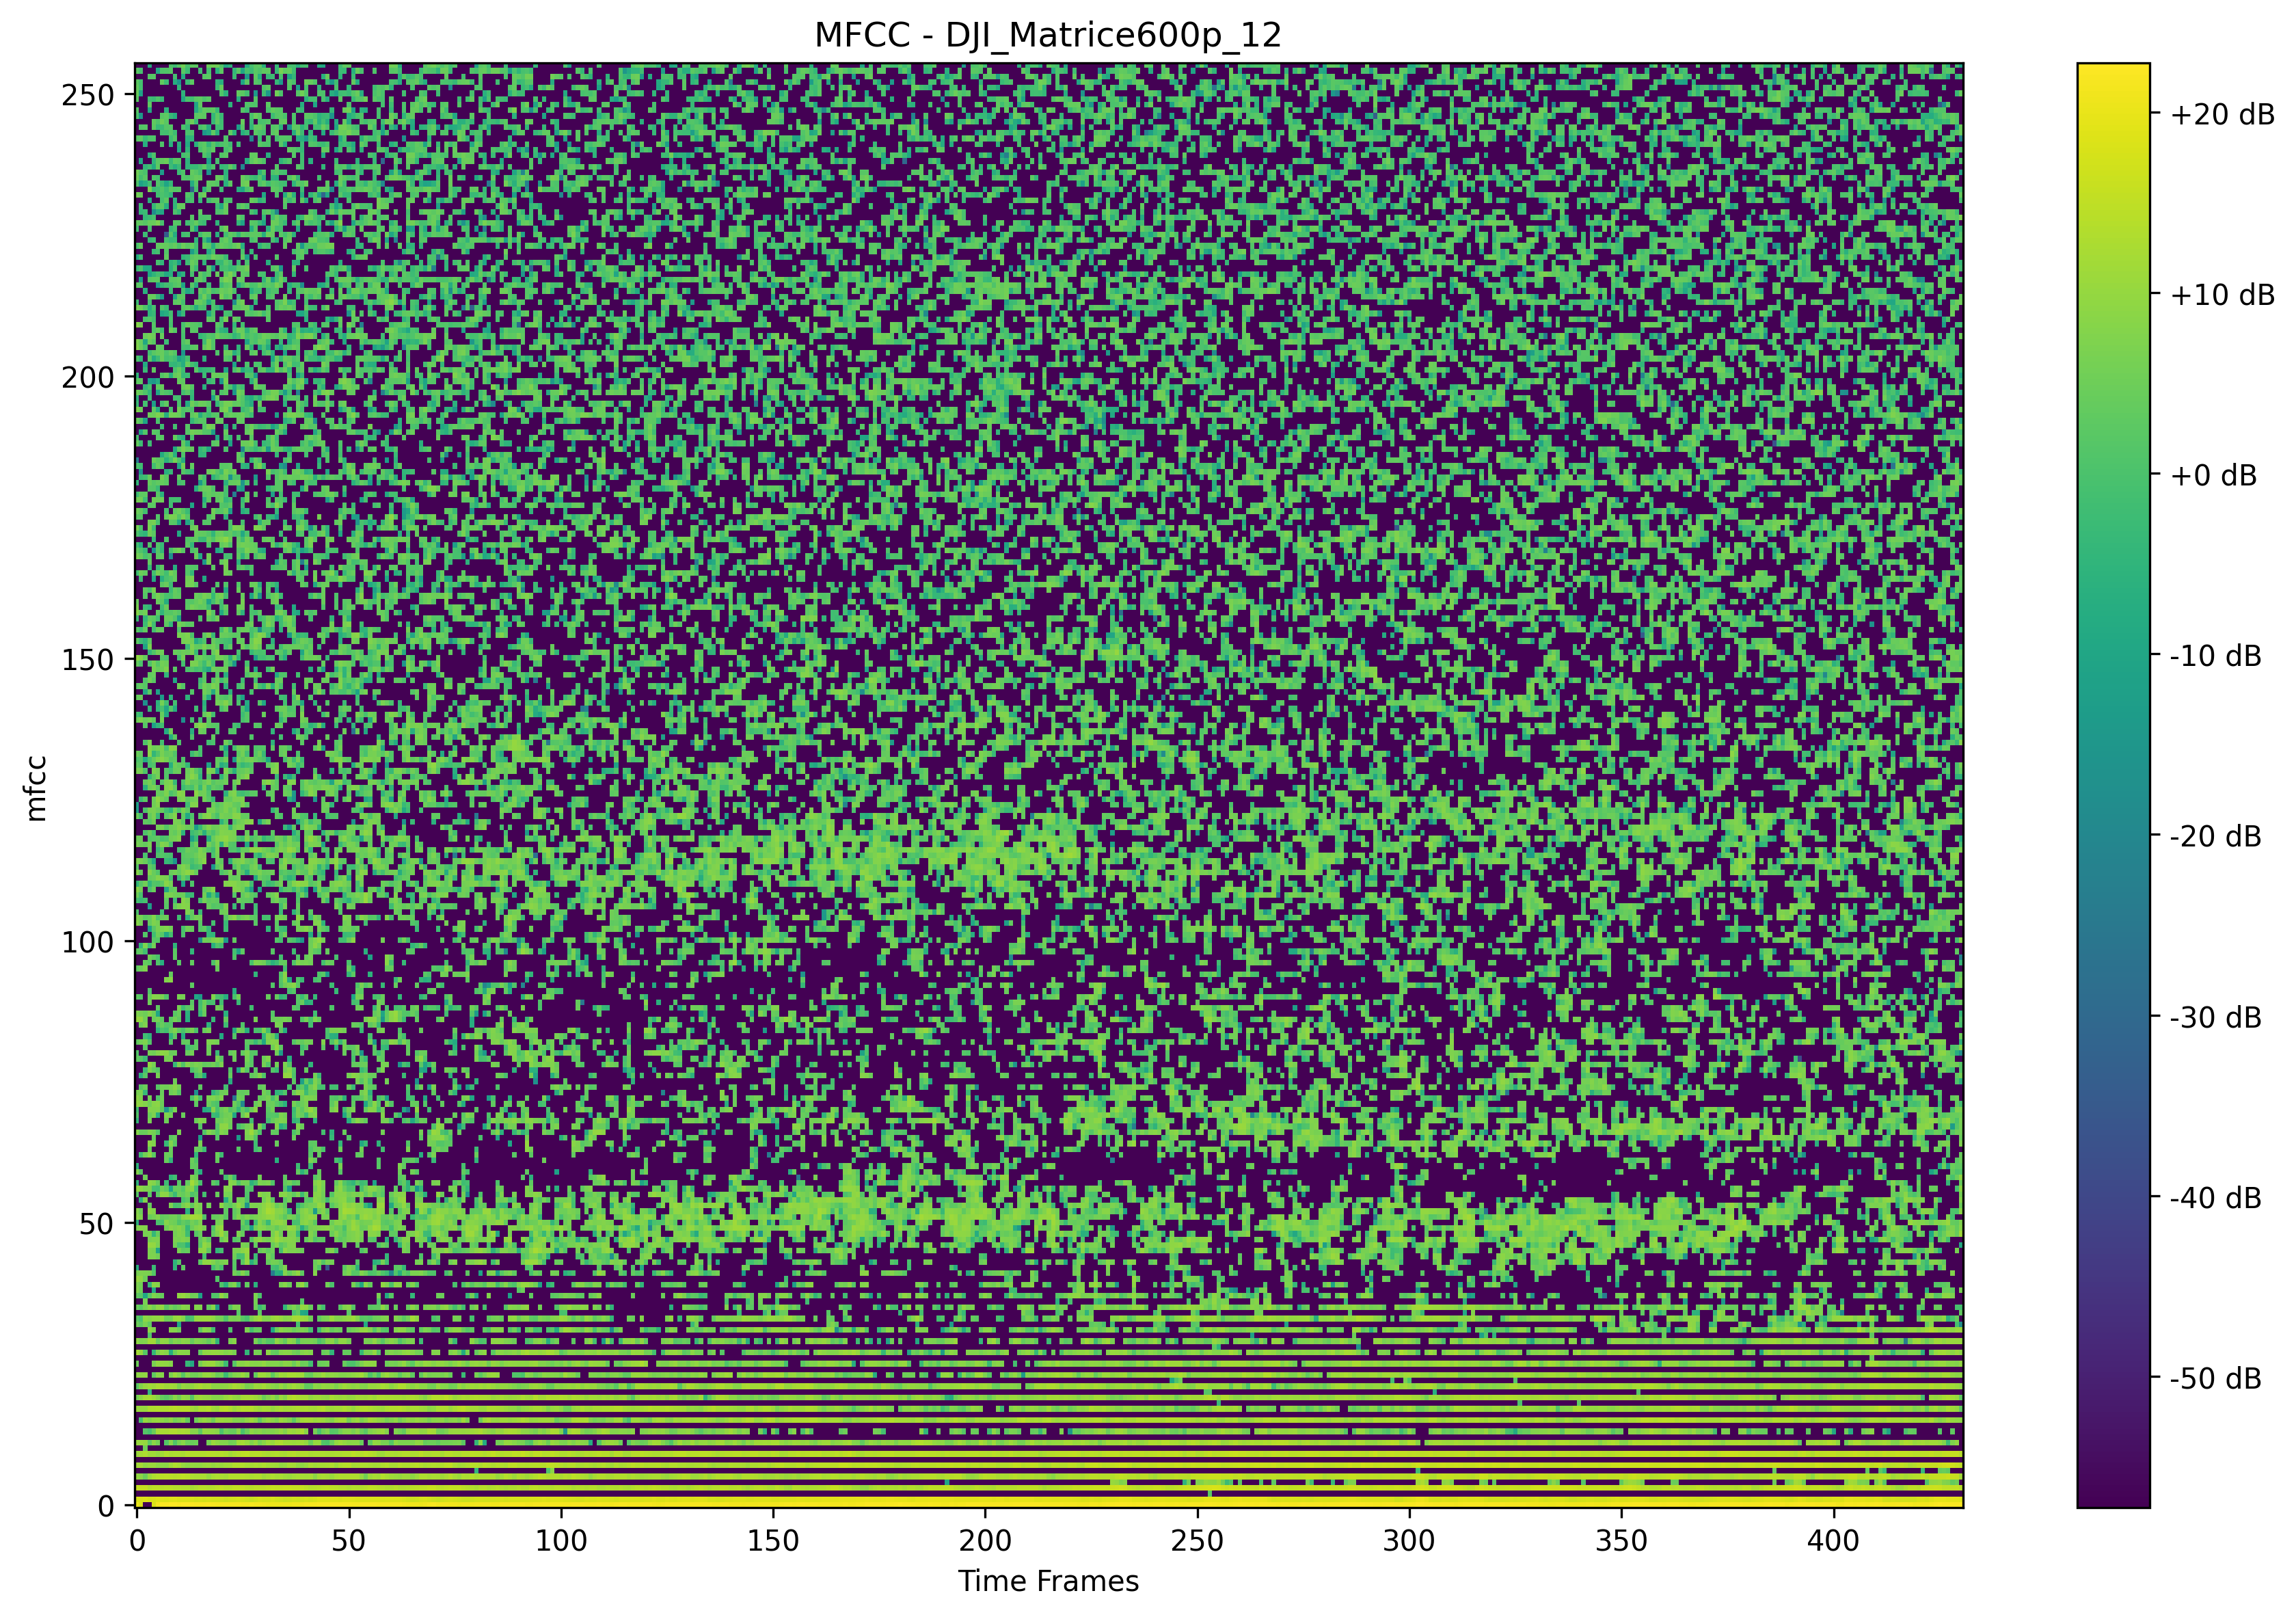 MFCC - DJI_Matrice600p_12
250
200
150
100
50
0
mfcc
0 50 100 150 200 250 300 350 400
Time Frames
+20 dB
+10 dB
+0 dB
-10 dB
-20 dB
-30 dB
-40 dB
-50 dB